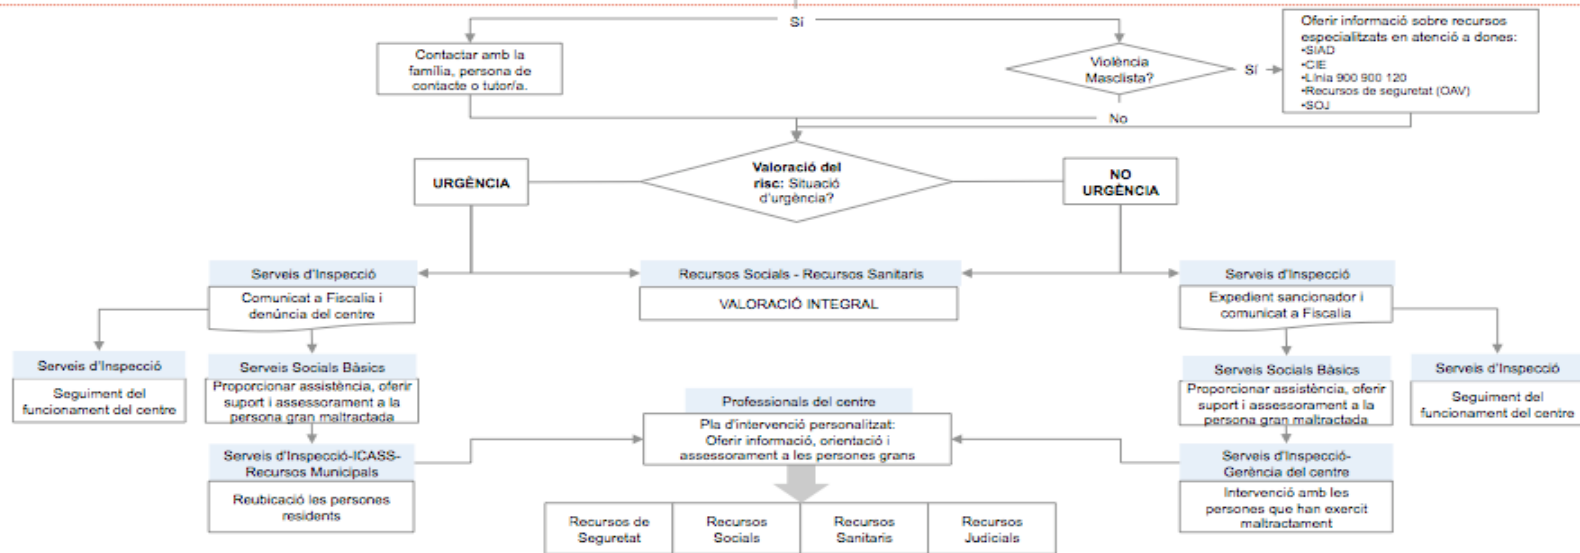 Sí
Contactar amb la
família, persona de
contacte o tutor/a.
Violència
Masclista?
Sí
Oferir informació sobre recursos
especialitzats en atenció a dones:
•SIAD
•CIE
•Línia 900 900 120
•Recursos de seguretat (OAV)
•SOJ
No
URGÈNCIA
Valoració del
risc: Situació
d'urgència?
NO
URGÈNCIA
Serveis d'Inspecció
Comunicat a Fiscalia i
denúncia del centre
Recursos Socials - Recursos Sanitaris
VALORACIÓ INTEGRAL
Serveis d'Inspecció
Expedient sancionador i
comunicat a Fiscalia
Serveis d'Inspecció
Seguiment del
funcionament del centre
Serveis Socials Bàsics
Proporcionar assistència, oferir
suport i assessorament a la
persona gran maltractada
Serveis Socials Bàsics
Proporcionar assistència, oferir
suport i assessorament a la
persona gran maltractada
Serveis d'Inspecció
Seguiment del
funcionament del centre
Professionals del centre
Pla d'intervenció personalitzat:
Oferir informació, orientació i
assessorament a les persones grans
Serveis d'Inspecció-ICASS-
Recursos Municipals
Reubicació les persones
residents
Serveis d'Inspecció-
Gerència del centre
Intervenció amb les
persones que han exercit
maltractament
Recursos de
Seguretat
Recursos
Socials
Recursos
Sanitaris
Recursos
Judicials